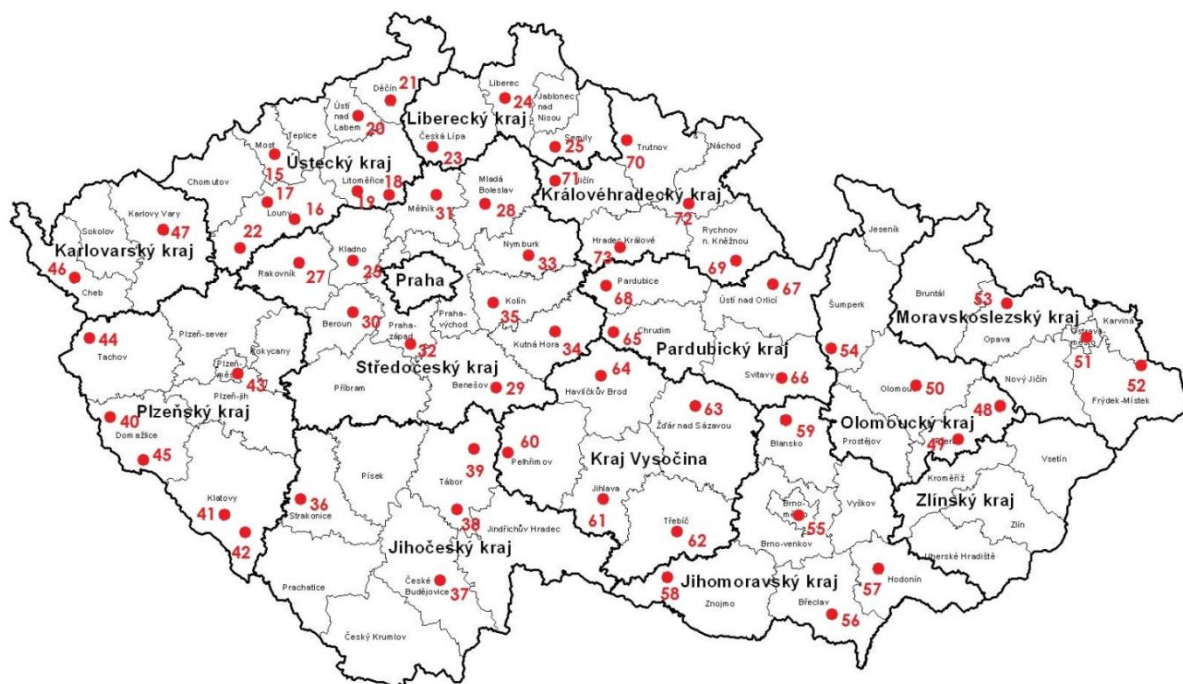 21
Děčín
Liberec
24
Ústí
nad
Labem
20
Liberecký kraj
Jablonec
nad
Nisou
Teplice
Most
15
Ústecký kraj
Česká Lípa
23
Semily
25
Trutnov
70
Náchod
Chomutov
17
Litoměřice
18
19
Mělník
31
Mladá
Boleslav
28
71
Jičín
Královéhradecký kraj
72
Louny
16
22
Karlovy Vary
47
Sokolov
Karlovarský kraj
46
Cheb
Rakovník
27
Kladno
Praha
Nymburk
33
Hradec Králové
73
Rychnov
n. Kněžnou
69
Jeseník
Kolín
35
Pardubice
68
Ústí nad Orlicí
67
Šumperk
Bruntál
53
Moravskoslezský kraj
Opava
Karviná
51
52
Frýdek-Místek
Nový Jičín
44
Tachov
Plzeň-sever
Beroun
30
Praha-
západ
32
Praha-
východ
Kutná Hora
34
Chrudim
65
Pardubický kraj
Svitavy
66
54
43
Plzeň-jih
Příbram
Středočeský kraj
Benešov
29
64
Havlíčkův Brod
63
Žďár nad Sázavou
Olomouc
50
48
Olomoucký kraj
49
Prostějov
40
Plzeňský kraj
Domažlice
45
59
Blansko
60
Pelhřimov
Kraj Vysočina
39
Tábor
38
Písek
36
Strakonice
Klatovy
41
42
Jihlava
61
Třebíč
62
Vyškov
Kroměříž
Vsetín
Zlínský kraj
Zlín
Uherské Hradiště
Brno-
město
55
Brno-venkov
Jindřichův Hradec
Jihočeský kraj
Prachatice
České
Budějovice
37
Český Krumlov
58
Znojmo
Jihomoravský kraj
Hodonín
57
Břeclav
56